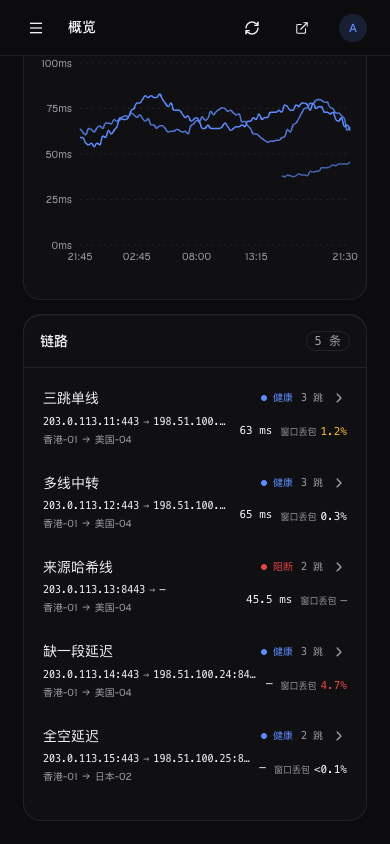 概览
A
100ms
75ms
50ms
25ms
0ms
21:45 02:45 08:00 13:15 21:30
链路
5 条
三跳单线
健康 3 跳
203.0.113.11:443 → 198.51.100.…
63 ms 窗口丢包 1.2%
香港-01 → 美国-04
多线中转
健康 3 跳
203.0.113.12:443 → 198.51.100.…
65 ms 窗口丢包 0.3%
香港-01 → 美国-04
来源哈希线
阻断 2 跳
203.0.113.13:8443 → —
45.5 ms 窗口丢包 —
香港-01 → 美国-04
缺一段延迟
健康 3 跳
203.0.113.14:443 → 198.51.100.24:84…
— 窗口丢包 4.7%
香港-01 → 美国-04
全空延迟
健康 2 跳
203.0.113.15:443 → 198.51.100.25:8…
— 窗口丢包 <0.1%
香港-01 → 日本-02